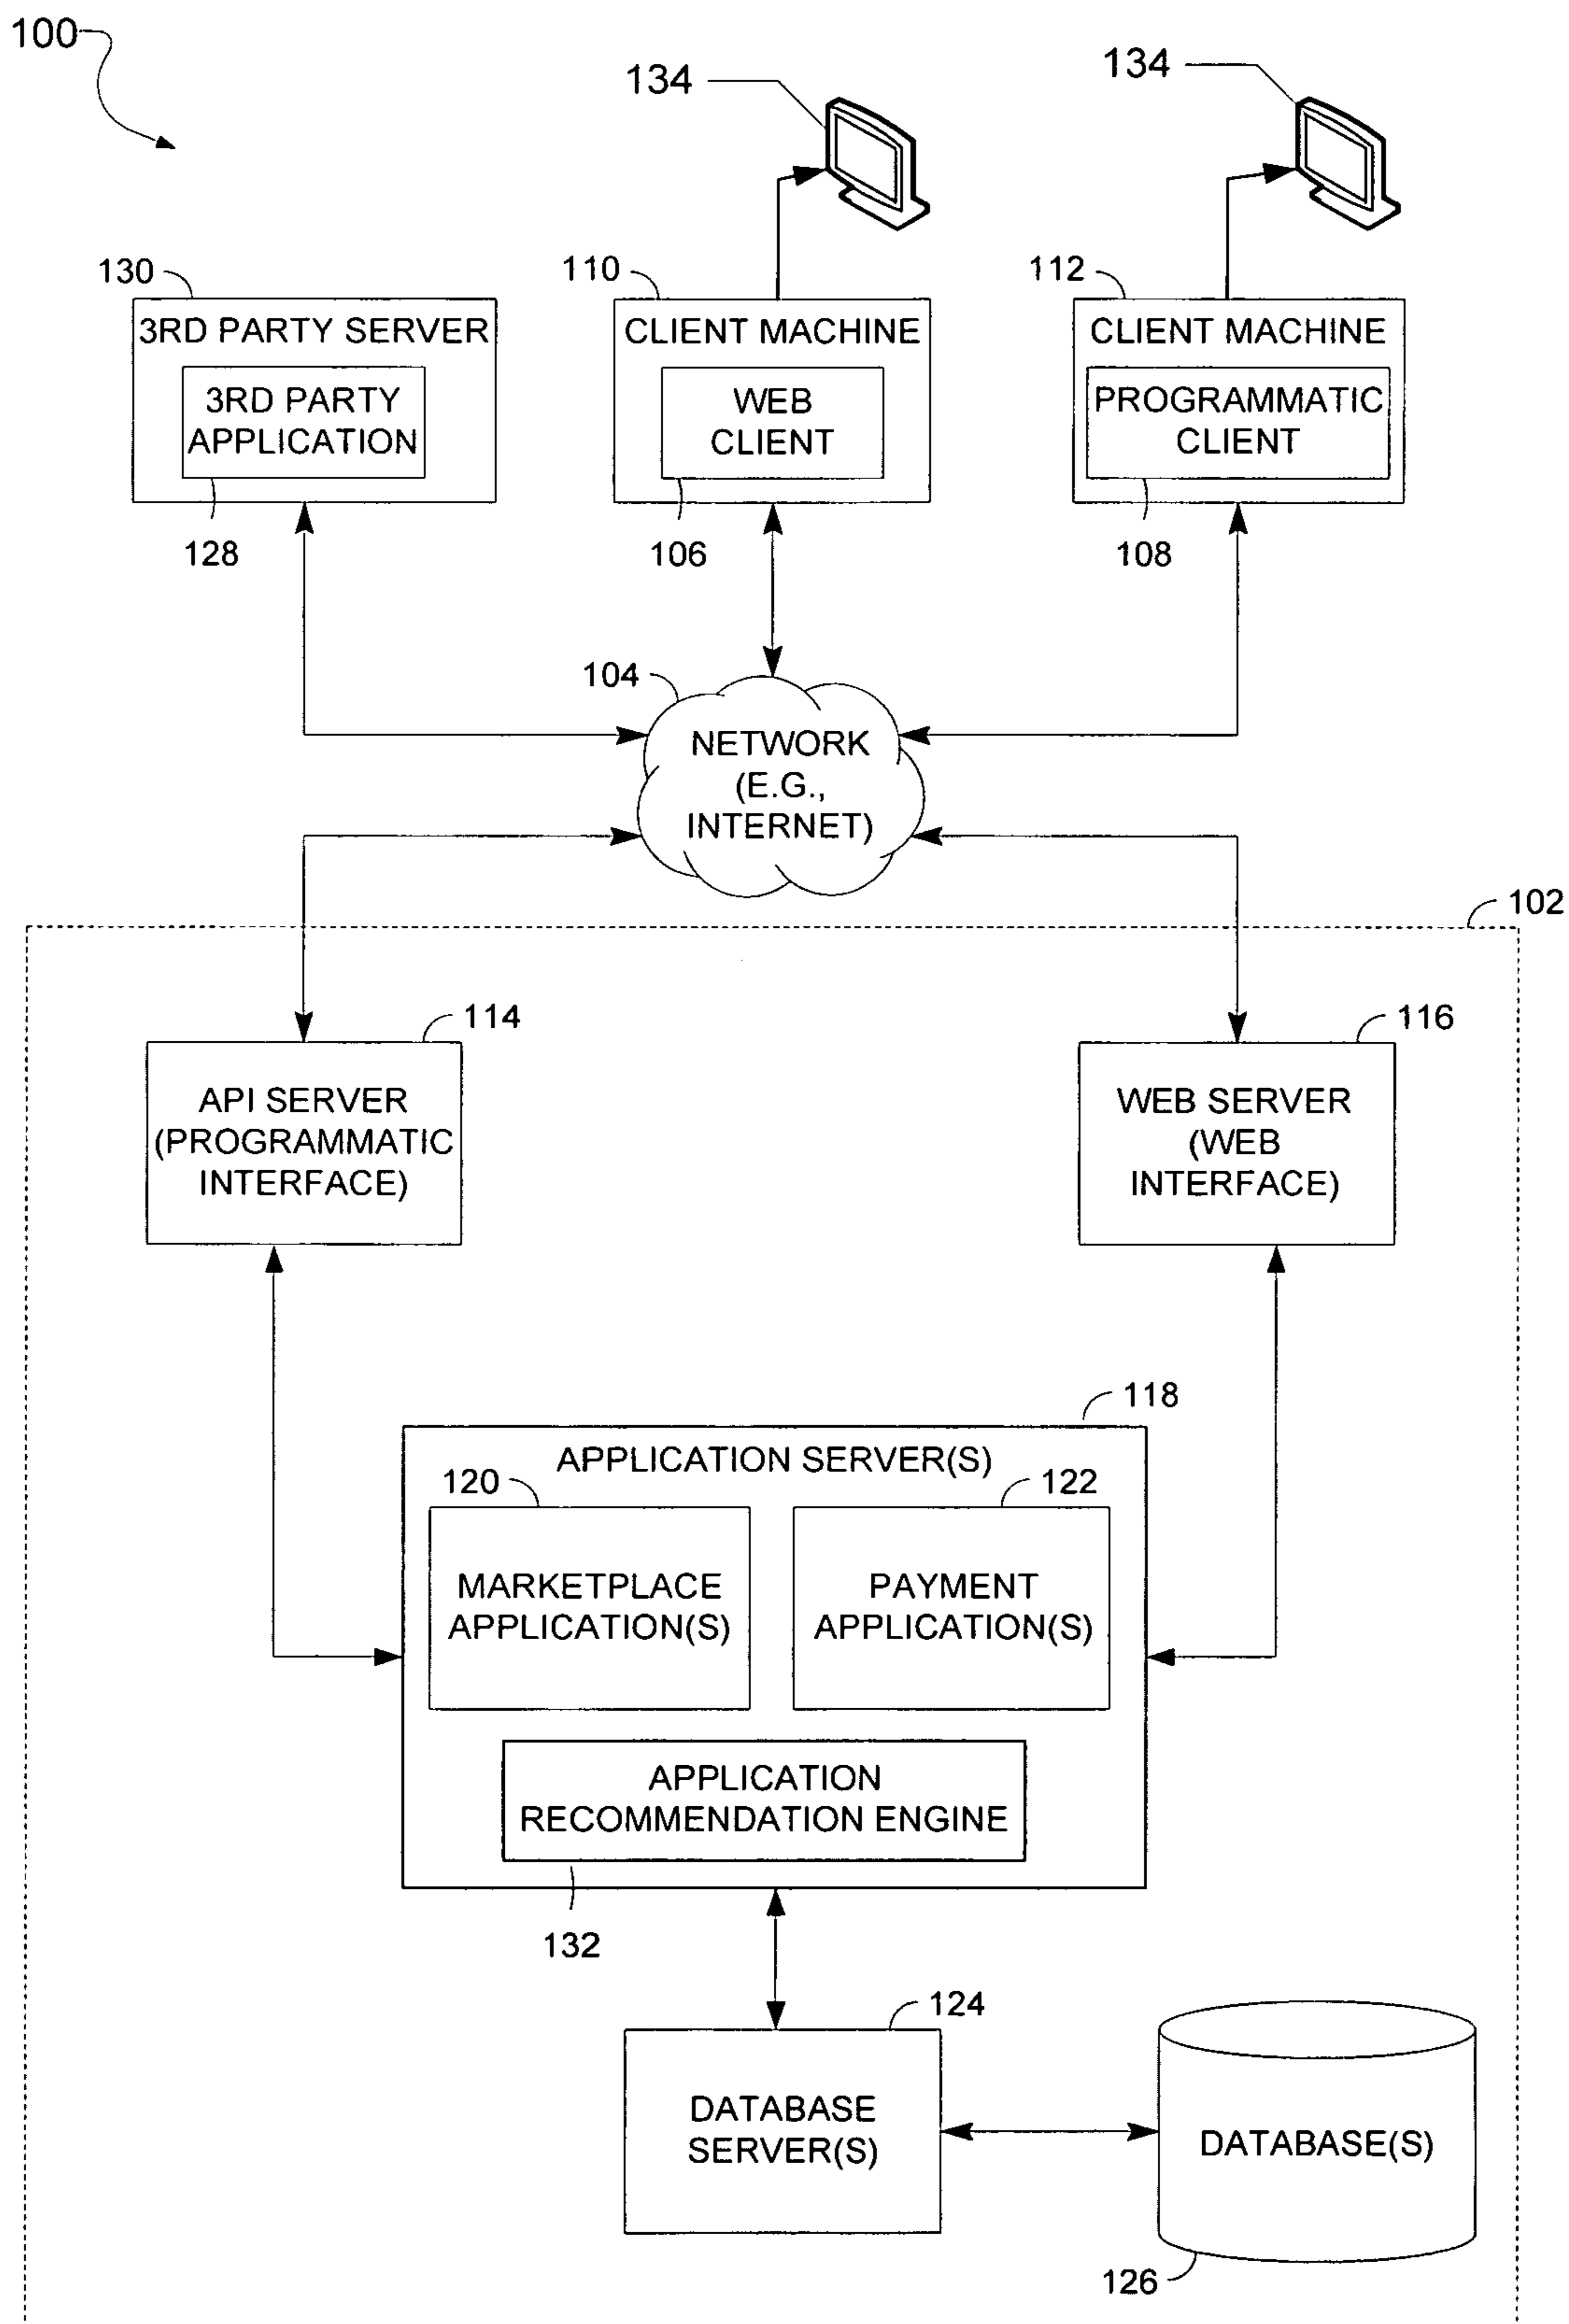 100
134
134
130
110
112
3RD PARTY SERVER
CLIENT MACHINE
CLIENT MACHINE
3RD PARTY
APPLICATION
WEB
CLIENT
PROGRAMMATIC
CLIENT
128
106
108
104
NETWORK
(E.G.,
INTERNET)
102
114
116
API SERVER
(PROGRAMMATIC
INTERFACE)
WEB SERVER
(WEB
INTERFACE)
118
APPLICATION SERVER(S)
120
122
MARKETPLACE
APPLICATION(S)
PAYMENT
APPLICATION(S)
APPLICATION
RECOMMENDATION ENGINE
132
124
DATABASE
SERVER(S)
DATABASE(S)
126